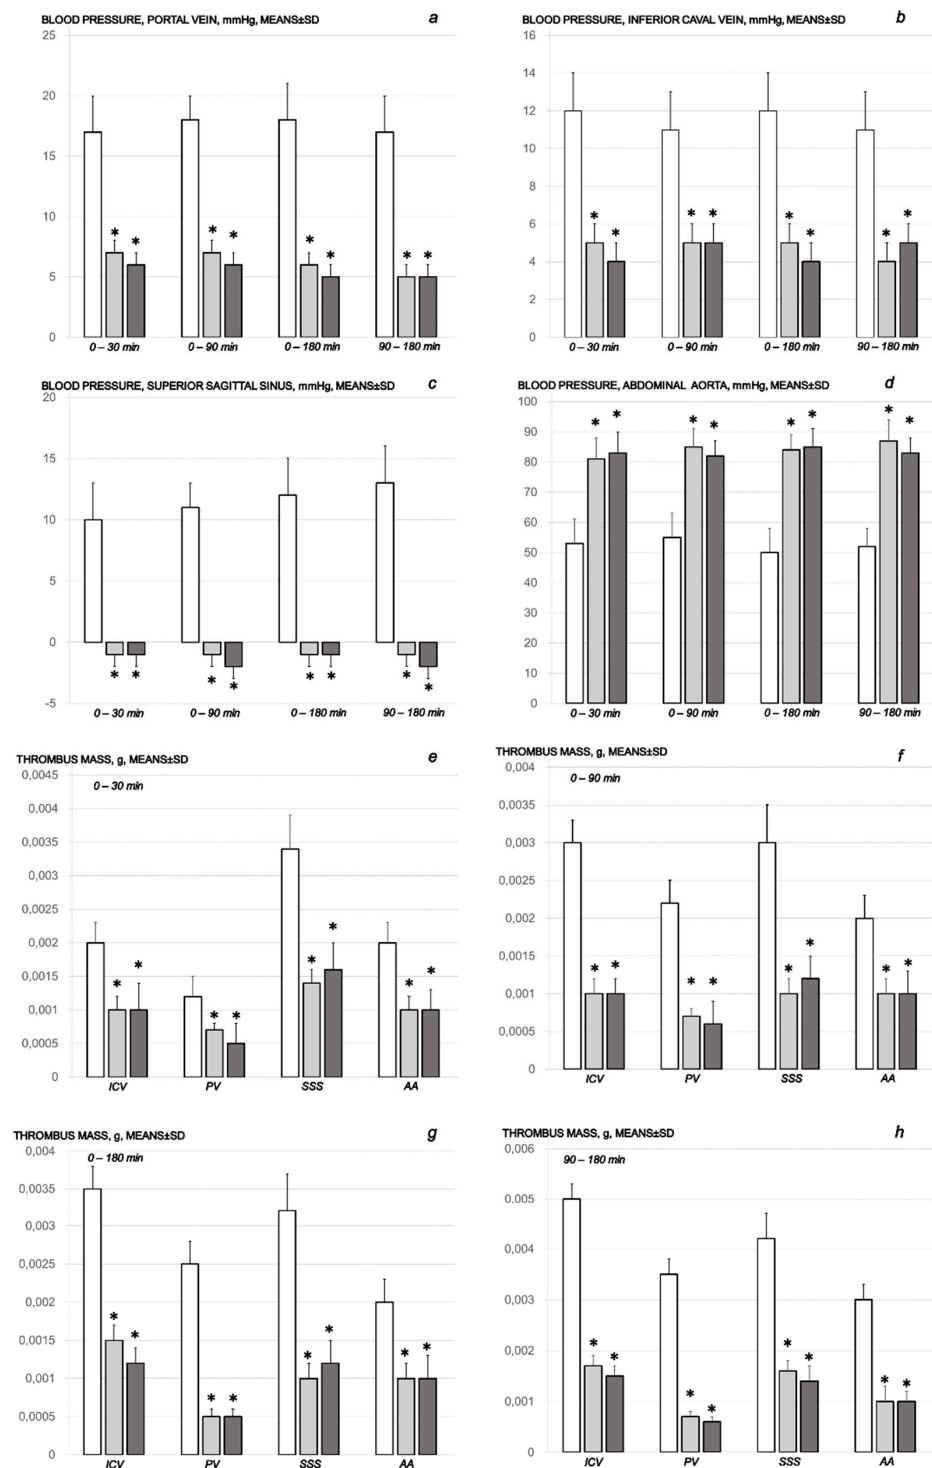 BLOOD PRESSURE, PORTAL VEIN, mmHg, MEANS±SD a
25
20
15
10
5
0
* * * * * * * *
0 – 30 min 0 – 90 min 0 – 180 min 90 – 180 min
BLOOD PRESSURE, INFERIOR CAVAL VEIN, mmHg, MEANS±SD b
16
14
12
10
8
6
4
2
0
* * * * * * * *
0 – 30 min 0 – 90 min 0 – 180 min 90 – 180 min
BLOOD PRESSURE, SUPERIOR SAGITTAL SINUS, mmHg, MEANS±SD c
20
15
10
5
0
-5
* * * * * * * *
0 – 30 min 0 – 90 min 0 – 180 min 90 – 180 min
BLOOD PRESSURE, ABDOMINAL AORTA, mmHg, MEANS±SD d
100
90
80
70
60
50
40
30
20
10
0
* * * * * * * *
0 – 30 min 0 – 90 min 0 – 180 min 90 – 180 min
THROMBUS MASS, g, MEANS±SD e
0 – 30 min
0,0045
0,004
0,0035
0,003
0,0025
0,002
0,0015
0,001
0,0005
0
* * * * * * * *
ICV PV SSS AA
THROMBUS MASS, g, MEANS±SD f
0 – 90 min
0,004
0,0035
0,003
0,0025
0,002
0,0015
0,001
0,0005
0
* * * * * * * *
ICV PV SSS AA
THROMBUS MASS, g, MEANS±SD g
0 – 180 min
0,004
0,0035
0,003
0,0025
0,002
0,0015
0,001
0,0005
0
* * * * * * * *
ICV PV SSS AA
THROMBUS MASS, g, MEANS±SD h
90 – 180 min
0,006
0,005
0,004
0,003
0,002
0,001
0
* * * * * * * *
ICV PV SSS AA